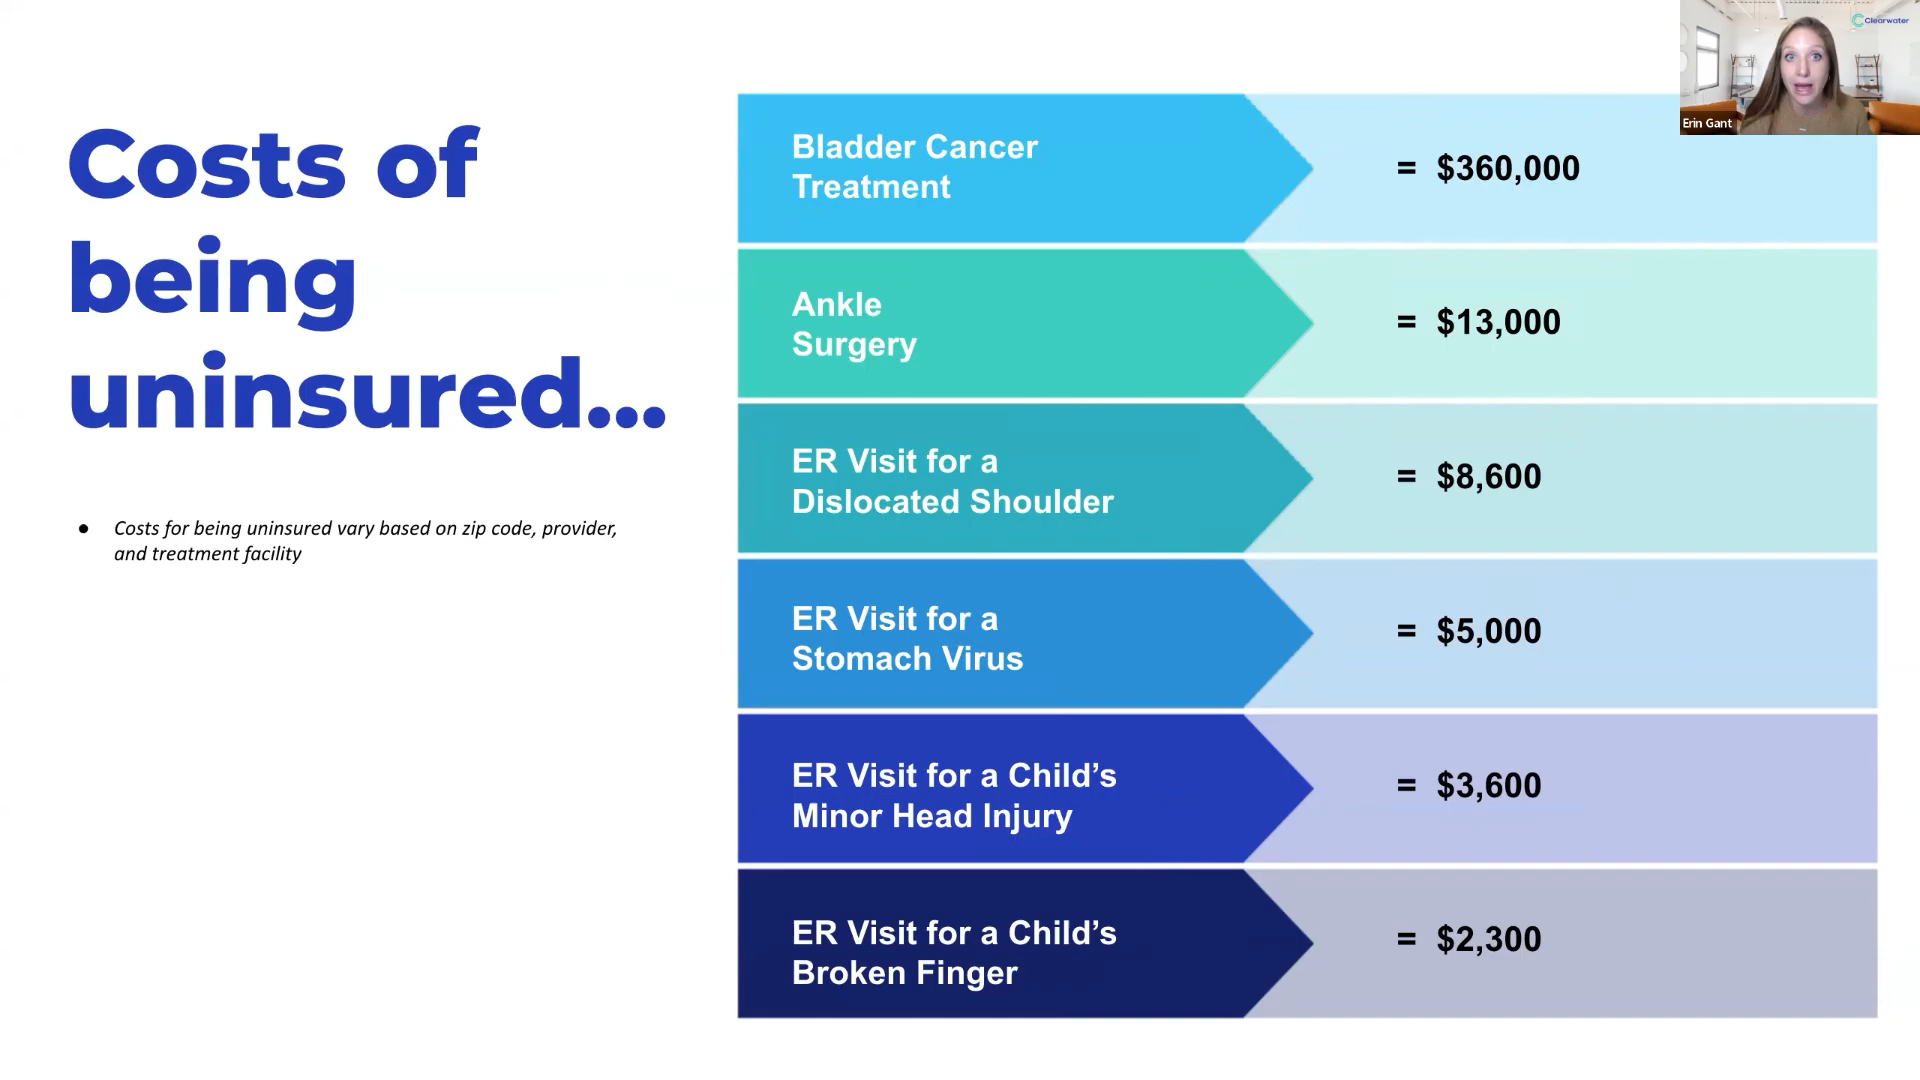 Costs of
being
uninsured...
● Costs for being uninsured vary based on zip code, provider,
and treatment facility
Bladder Cancer
Treatment
= $360,000
Ankle
Surgery
= $13,000
ER Visit for a
Dislocated Shoulder
= $8,600
ER Visit for a
Stomach Virus
= $5,000
ER Visit for a Child’s
Minor Head Injury
= $3,600
ER Visit for a Child’s
Broken Finger
= $2,300
Clearwater
Erin Gant